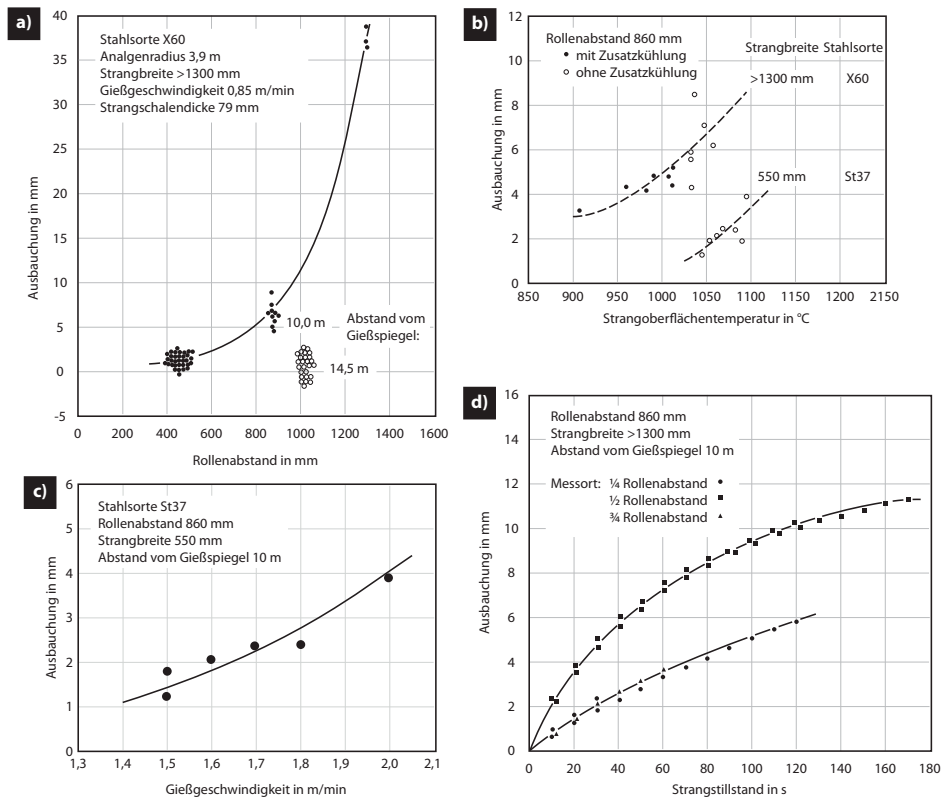 a)
Ausbauchung in mm
40
35
30
25
20
15
10
5
0
-5
Stahlsorte X60
Analgenradius 3,9 m
Strangbreite >1300 mm
Gießgeschwindigkeit 0,85 m/min
Strangschalendicke 79 mm
10,0 m
Abstand vom
Gießspiegel:
14,5 m
0 200 400 600 800 1000 1200 1400 1600
Rollenabstand in mm
b)
Ausbauchung in mm
12
10
8
6
4
2
0
Rollenabstand 860 mm
mit Zusatzkühlung
ohne Zusatzkühlung
Strangbreite Stahlsorte
>1300 mm X60
550 mm St37
850 900 950 1000 1050 1100 1200 2150
Strangoberflächentemperatur in °C
c)
Ausbauchung in mm
6
5
4
3
2
1
0
Stahlsorte St37
Rollenabstand 860 mm
Strangbreite 550 mm
Abstand vom Gießspiegel 10 m
1,3 1,4 1,5 1,6 1,7 1,8 1,9 2,0 2,1
Gießgeschwindigkeit in m/min
d)
Ausbauchung in mm
16
14
12
10
8
6
4
2
0
Rollenabstand 860 mm
Strangbreite >1300 mm
Abstand vom Gießspiegel 10 m
Messort: ¼ Rollenabstand
½ Rollenabstand
¾ Rollenabstand
0 20 40 60 80 100 120 140 160 180
Strangstillstand in s